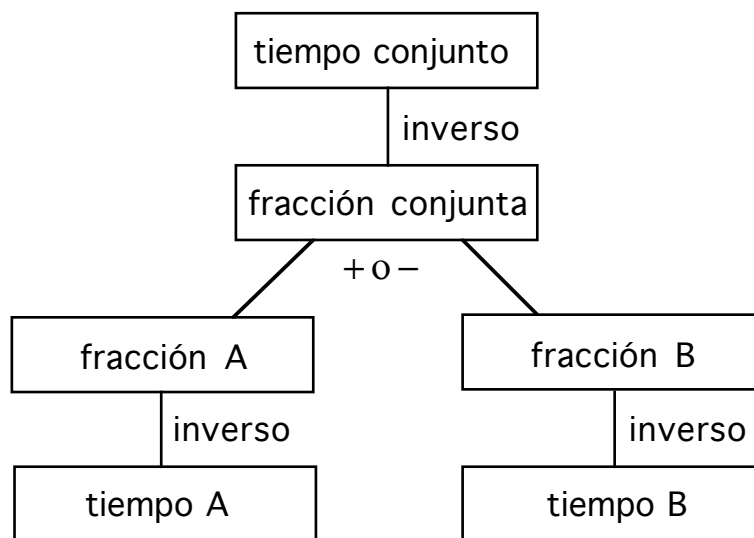 tiempo conjunto
inverso
fracción conjunta
+ o −
fracción A
fracción B
inverso
inverso
tiempo A
tiempo B